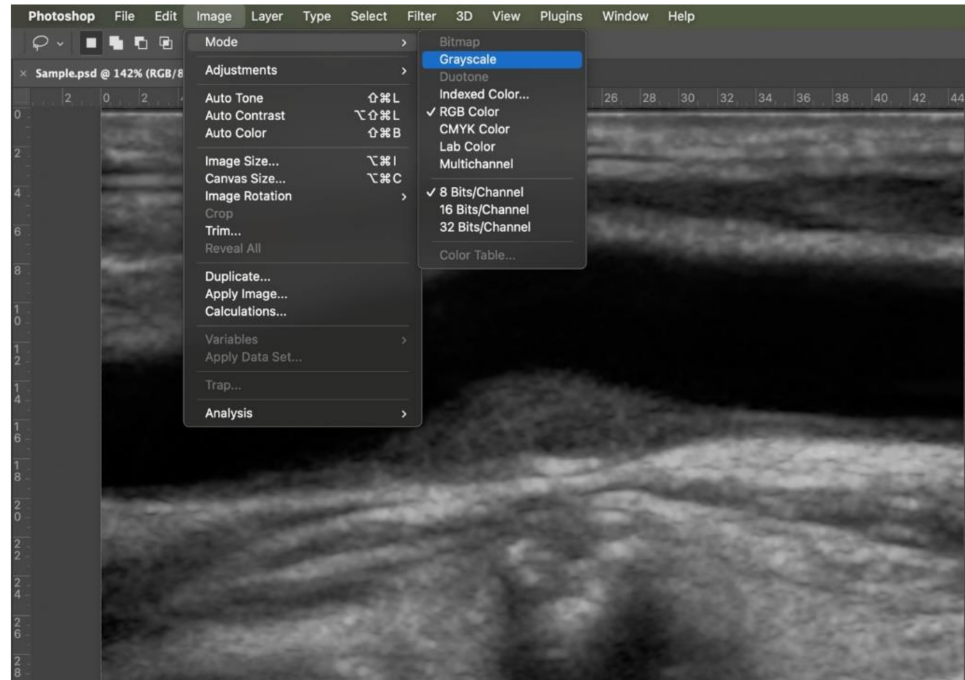 Photoshop File Edit Image Layer Type Select Filter 3D View Plugins Window Help
× Sample.psd @ 142% (RGB/8
Mode >
Adjustments >
Auto Tone ⇧⌘L
Auto Contrast ⌥⇧⌘L
Auto Color ⇧⌘B
Image Size... ⌥⌘I
Canvas Size... ⌥⌘C
Image Rotation >
Crop
Trim...
Reveal All
Duplicate...
Apply Image...
Calculations...
Variables >
Apply Data Set...
Trap...
Analysis >
Bitmap
Grayscale
Duotone
Indexed Color...
✓ RGB Color
CMYK Color
Lab Color
Multichannel
✓ 8 Bits/Channel
16 Bits/Channel
32 Bits/Channel
Color Table...
2 0 2 26 28 30 32 34 36 38 40 42 44
0
2
4
6
8
10
12
14
16
18
20
22
24
26
28